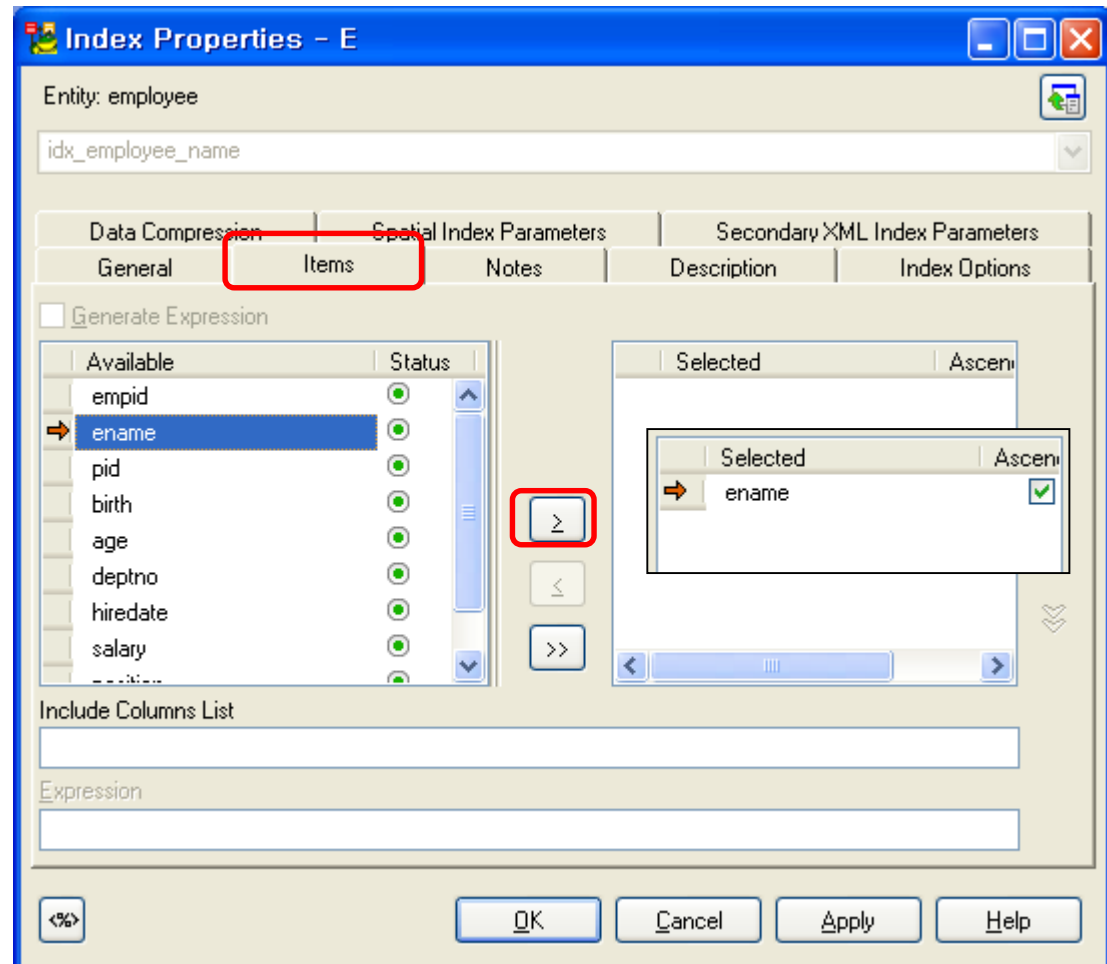 Index Properties - E
Entity: employee
idx_employee_name
Data Compression Spatial Index Parameters Secondary XML Index Parameters
General Items Notes Description Index Options
Generate Expression
Available Status
empid
ename
pid
birth
age
deptno
hiredate
salary
position
>
<
>>
Selected Ascen
Selected Ascen
ename
Include Columns List
Expression
<%>
OK Cancel Apply Help